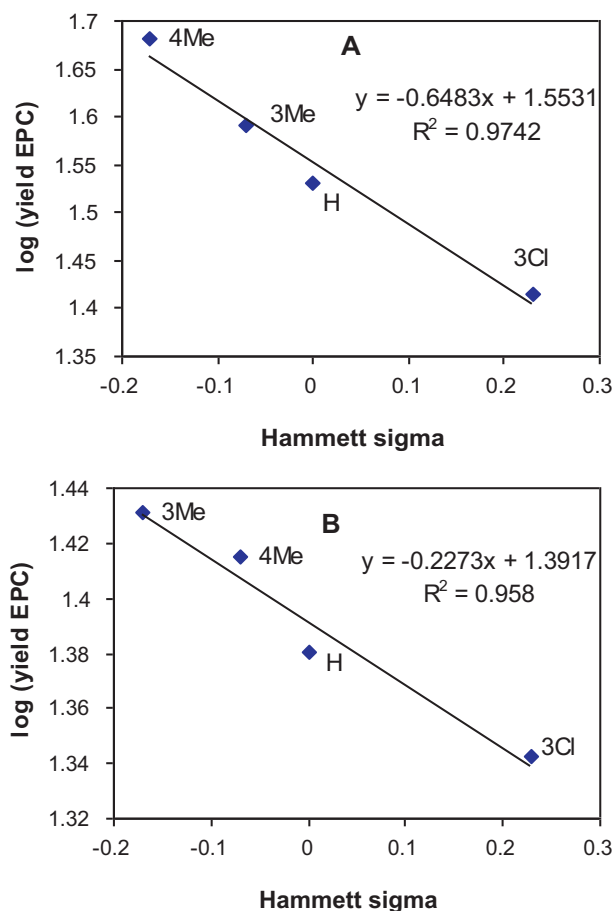 1.7
4Me
A
1.65
y = -0.6483x + 1.5531
3Me
R² = 0.9742
1.6
log (yield EPC)
1.55
H
1.5
3Cl
1.45
1.4
1.35
-0.2 -0.1 0 0.1 0.2 0.3
Hammett sigma
1.44
3Me
B
1.42
4Me
y = -0.2273x + 1.3917
R² = 0.958
1.4
log (yield EPC)
1.38
H
1.36
3Cl
1.34
1.32
-0.2 -0.1 0 0.1 0.2 0.3
Hammett sigma